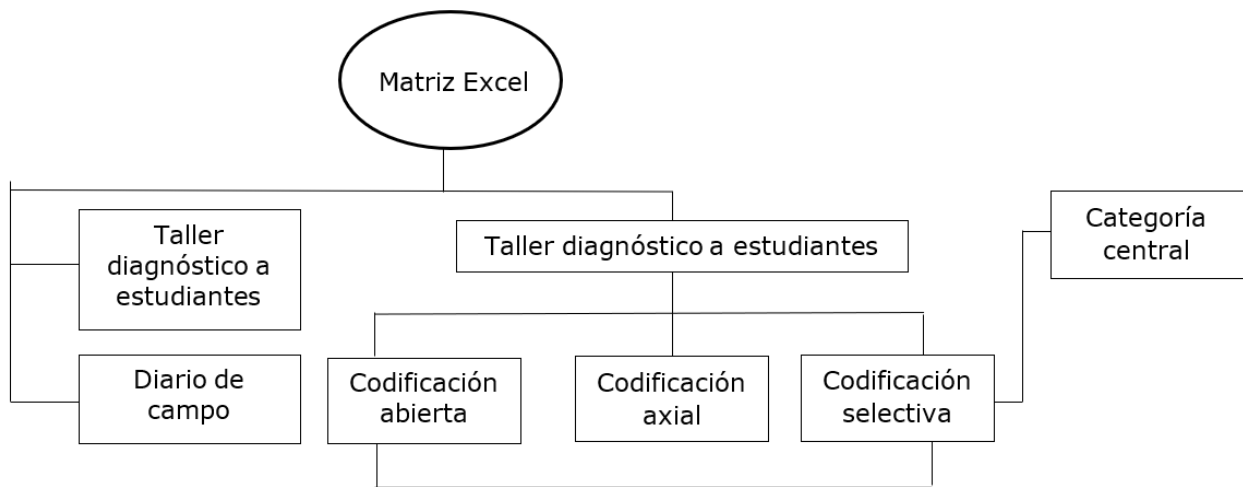 Matriz Excel
Taller
diagnóstico a
estudiantes
Taller diagnóstico a estudiantes
Categoría
central
Diario de
campo
Codificación
abierta
Codificación
axial
Codificación
selectiva